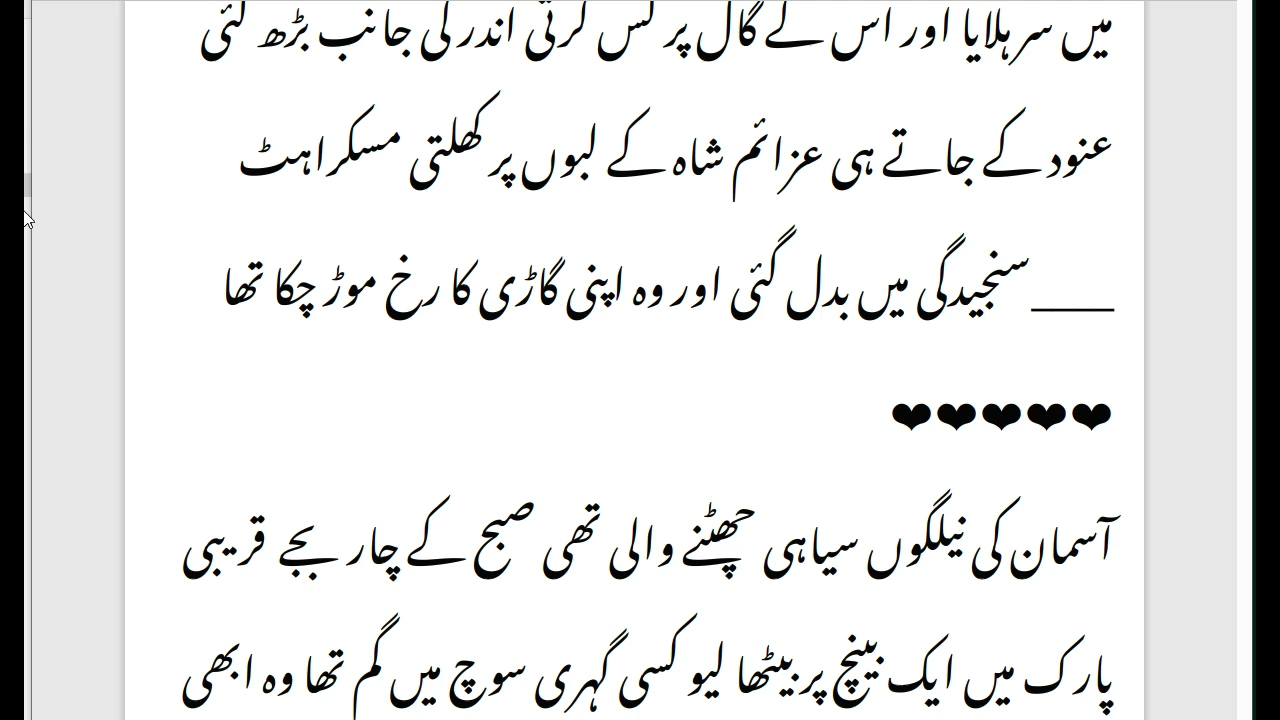 میں سر ہلایا اور اس کے گال پر کس کرتی اندر کی جانب بڑھ گئی
عنود کے جاتے ہی عزائم شاہ کے لبوں پر کھلتی مسکراہٹ
____سنجیدگی میں بدل گئی اور وہ اپنی گاڑی کا رخ موڑ چکا تھا
❤❤❤❤❤
آسمان کی نیلگوں سیاہی چھٹنے والی تھی صبح کے چار بجے قریبی
پارک میں ایک بینچ پر بیٹھا لیو کسی گہری سوچ میں گم تھا وہ ابھی